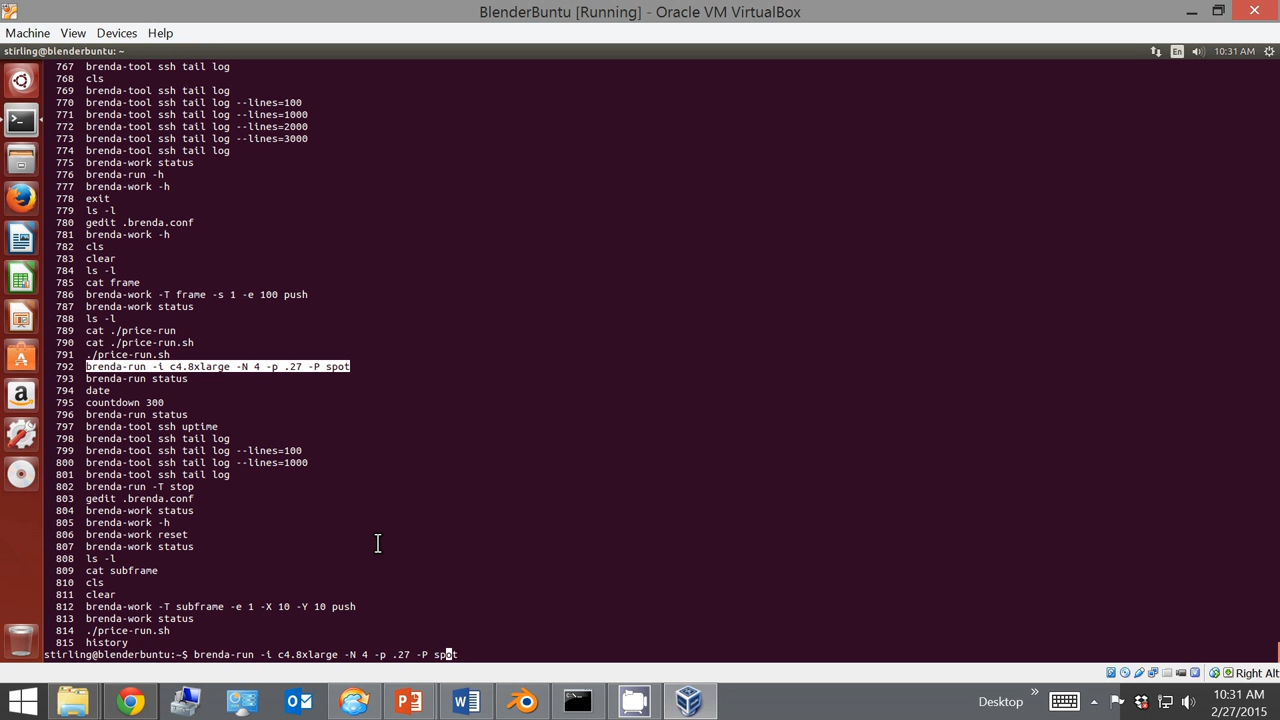 BlenderBuntu [Running] - Oracle VM VirtualBox
Machine View Devices Help
stirling@blenderbuntu: ~ En 10:31 AM
767 brenda-tool ssh tail log
768 cls
769 brenda-tool ssh tail log
770 brenda-tool ssh tail log --lines=100
771 brenda-tool ssh tail log --lines=1000
772 brenda-tool ssh tail log --lines=2000
773 brenda-tool ssh tail log --lines=3000
774 brenda-tool ssh tail log
775 brenda-work status
776 brenda-run -h
777 brenda-work -h
778 exit
779 ls -l
780 gedit .brenda.conf
781 brenda-work -h
782 cls
783 clear
784 ls -l
785 cat frame
786 brenda-work -T frame -s 1 -e 100 push
787 brenda-work status
788 ls -l
789 cat ./price-run
790 cat ./price-run.sh
791 ./price-run.sh
792 brenda-run -i c4.8xlarge -N 4 -p .27 -P spot
793 brenda-run status
794 date
795 countdown 300
796 brenda-run status
797 brenda-tool ssh uptime
798 brenda-tool ssh tail log
799 brenda-tool ssh tail log --lines=100
800 brenda-tool ssh tail log --lines=1000
801 brenda-tool ssh tail log
802 brenda-run -T stop
803 gedit .brenda.conf
804 brenda-work status
805 brenda-work -h
806 brenda-work reset
807 brenda-work status
808 ls -l
809 cat subframe
810 cls
811 clear
812 brenda-work -T subframe -e 1 -X 10 -Y 10 push
813 brenda-work status
814 ./price-run.sh
815 history
stirling@blenderbuntu:~$ brenda-run -i c4.8xlarge -N 4 -p .27 -P spot
Right Alt
Desktop
10:31 AM
2/27/2015